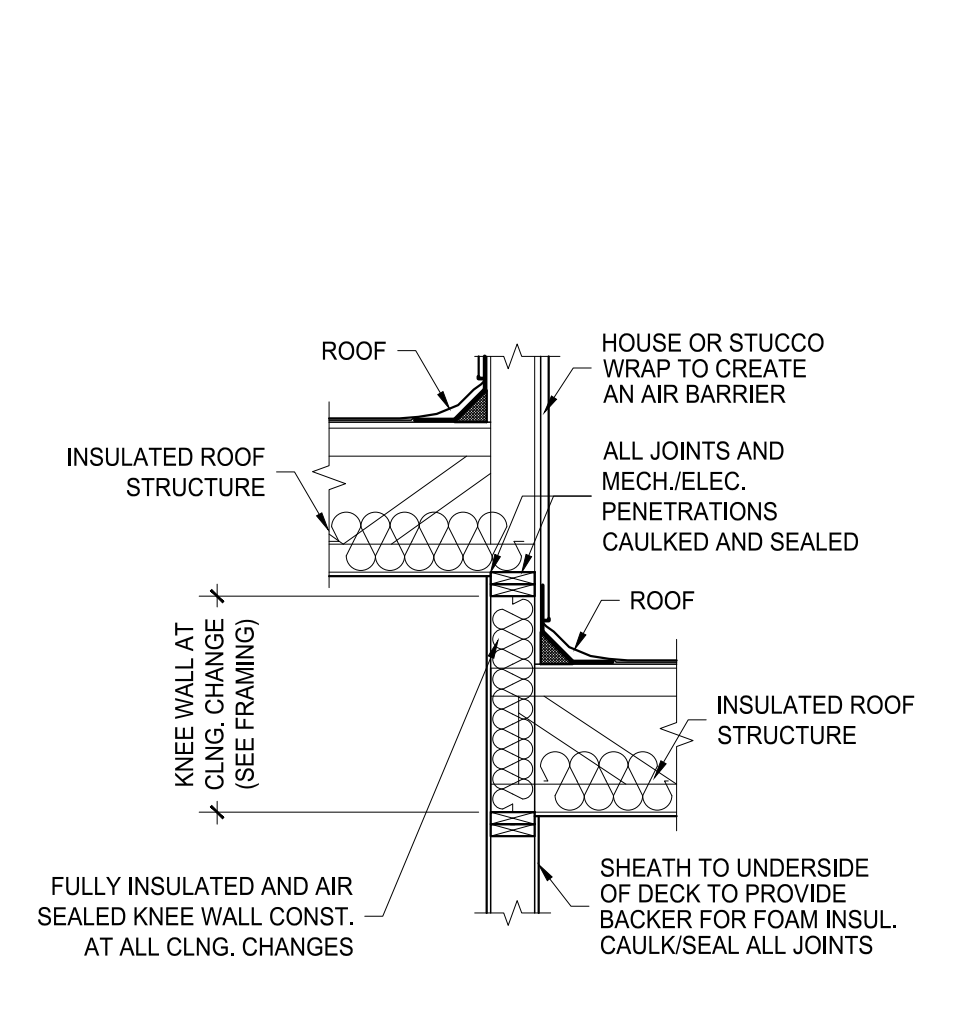 ROOF
HOUSE OR STUCCO
WRAP TO CREATE
AN AIR BARRIER
INSULATED ROOF
STRUCTURE
ALL JOINTS AND
MECH./ELEC.
PENETRATIONS
CAULKED AND SEALED
ROOF
KNEE WALL AT
CLNG. CHANGE
(SEE FRAMING)
INSULATED ROOF
STRUCTURE
FULLY INSULATED AND AIR
SEALED KNEE WALL CONST.
AT ALL CLNG. CHANGES
SHEATH TO UNDERSIDE
OF DECK TO PROVIDE
BACKER FOR FOAM INSUL.
CAULK/SEAL ALL JOINTS